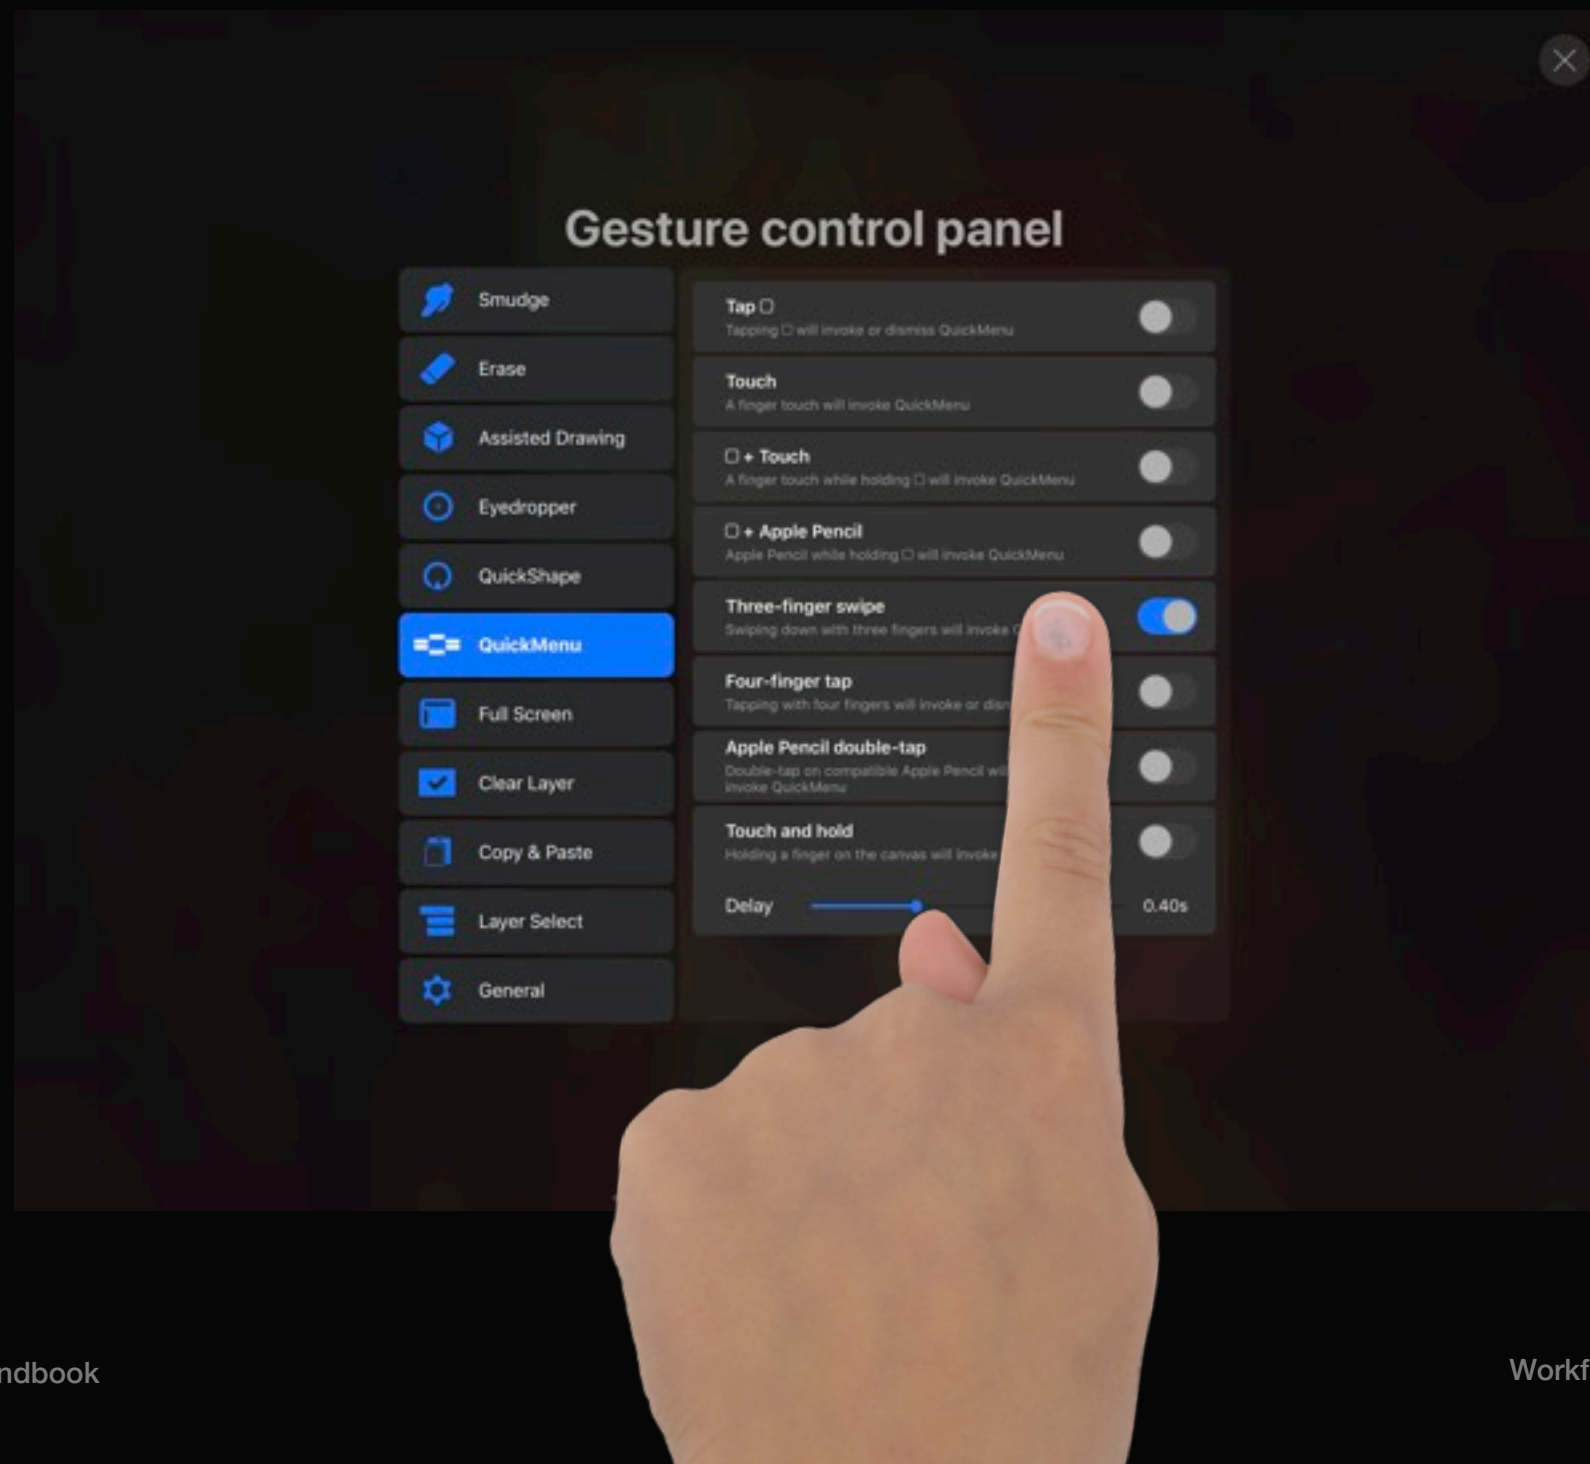 Gesture control panel
Smudge
Erase
Assisted Drawing
Eyedropper
QuickShape
QuickMenu
Full Screen
Clear Layer
Copy & Paste
Layer Select
General
Tap ▢
Tapping ▢ will invoke or dismiss QuickMenu
Touch
A finger touch will invoke QuickMenu
▢ + Touch
A finger touch while holding ▢ will invoke QuickMenu
▢ + Apple Pencil
Apple Pencil while holding ▢ will invoke QuickMenu
Three-finger swipe
Swiping down with three fingers will invoke
Four-finger tap
Tapping with four fingers will invoke or
Apple Pencil double-tap
Double-tap on compatible Apple Pencil
invoke QuickMenu
Touch and hold
Holding a finger on the canvas will invoke
Delay
0.40s
ndbook
Workf